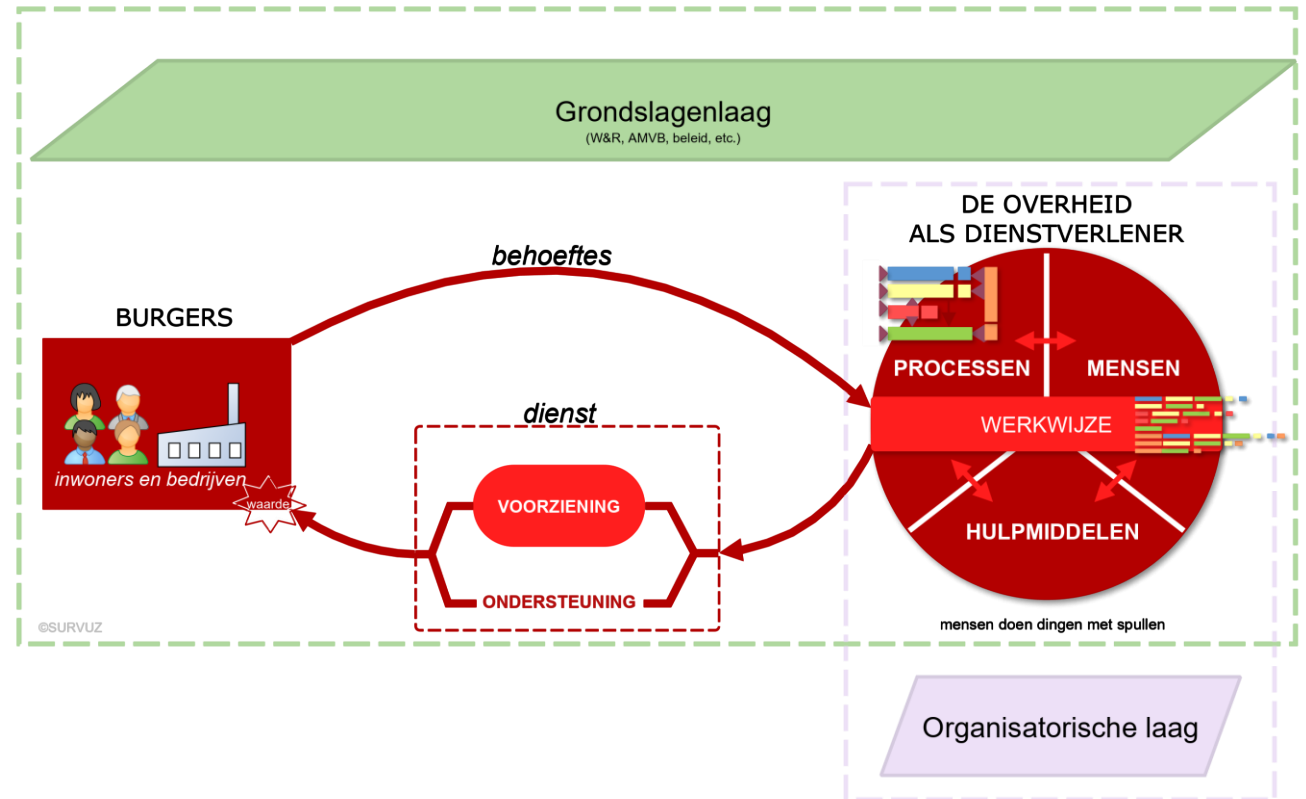 Grondslagenlaag
(W&R, AMVB, beleid, etc.)
DE OVERHEID
ALS DIENSTVERLENER
behoeftes
BURGERS
PROCESSEN
MENSEN
dienst
WERKWIJZE
inwoners en bedrijven
waarde
VOORZIENING
HULPMIDDELEN
ONDERSTEUNING
©SURVUZ
mensen doen dingen met spullen
Organisatorische laag